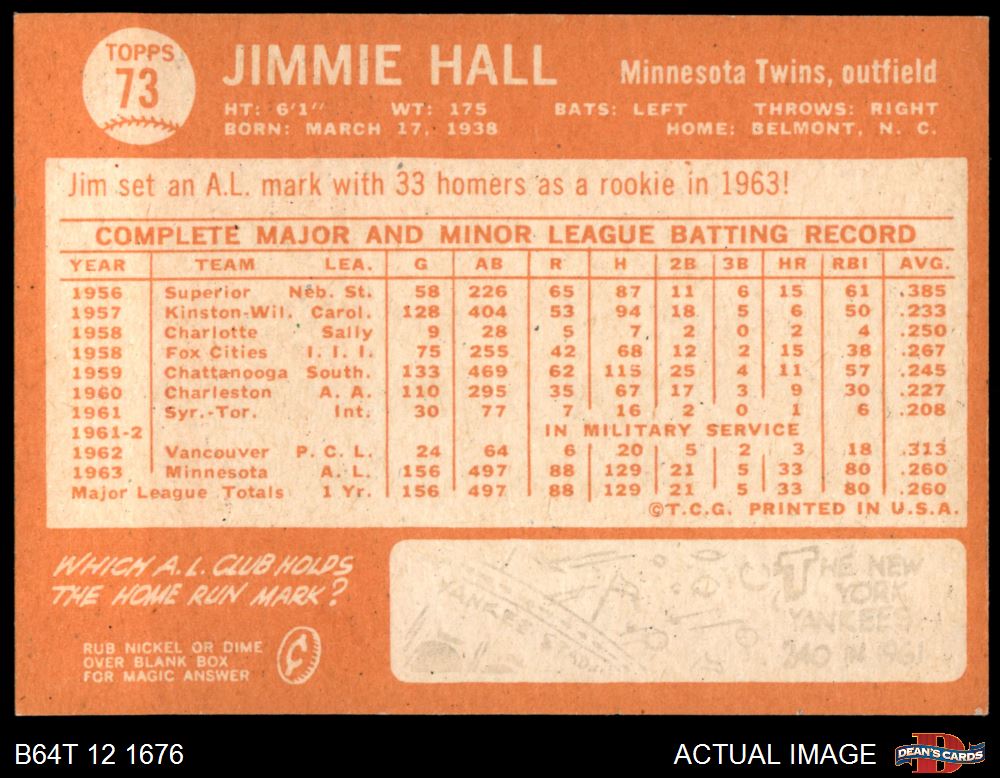 TOPPS
73
JIMMIE HALL
Minnesota Twins, outfield
HT: 6'1" WT: 175 BATS: LEFT THROWS: RIGHT
BORN: MARCH 17, 1938 HOME: BELMONT, N. C.
Jim set an A.L. mark with 33 homers as a rookie in 1963!
COMPLETE MAJOR AND MINOR LEAGUE BATTING RECORD
YEAR TEAM LEA. G AB R H 2B 3B HR RBI AVG.
1956 Superior Neb. St. 58 226 65 87 11 6 15 61 .385
1957 Kinston-Wil. Carol. 128 404 53 94 18 5 6 50 .233
1958 Charlotte Sally 9 28 5 7 2 0 2 4 .250
1958 Fox Cities I. I. I. 75 255 42 68 12 2 15 38 .267
1959 Chattanooga South. 133 469 62 115 25 4 11 57 .245
1960 Charleston A. A. 110 295 35 67 17 3 9 30 .227
1961 Syr.-Tor. Int. 30 77 7 16 2 0 1 6 .208
1961-2 IN MILITARY SERVICE
1962 Vancouver P. C. L. 24 64 6 20 5 2 3 18 .313
1963 Minnesota A. L. 156 497 88 129 21 5 33 80 .260
Major League Totals 1 Yr. 156 497 88 129 21 5 33 80 .260
©T.C.G. PRINTED IN U.S.A.
WHICH A.L. CLUB HOLDS
THE HOME RUN MARK?
RUB NICKEL OR DIME
OVER BLANK BOX
FOR MAGIC ANSWER
¢
YANKEE STADIUM
THE NEW
YORK
YANKEES
240 IN 1961
B64T 12 1676
ACTUAL IMAGE
DEAN'S CARDS